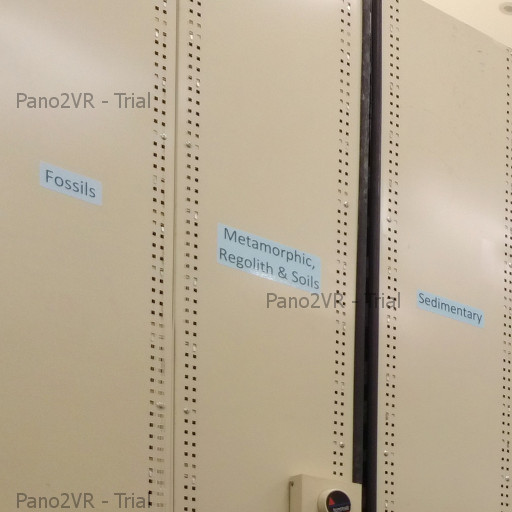 Pano2VR - Trial
Fossils
Metamorphic,
Regolith & Soils
Pano2VR - Trial
Sedimentary
Pano2VR - Trial